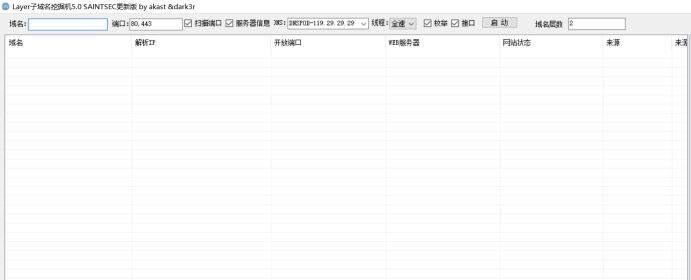 Layer子域名挖掘机5.0 SAINTSEC更新版 by akast &dark3r
域名: 端口: 80,443 扫描端口 服务器信息 DNS: DNSPOD-119.29.29.29 线程: 全速 枚举 接口 启 动 域名层数 2
域名 解析IP 开放端口 WEB服务器 网站状态 来源